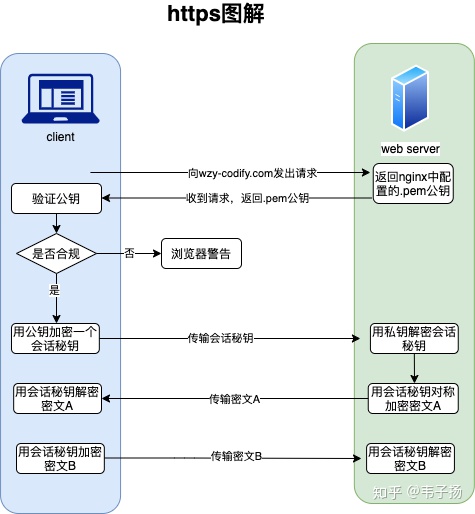 https图解
client
web server
向wzy-codify.com发出请求
返回nginx中配
置的.pem公钥
收到请求，返回.pem公钥
验证公钥
是否合规
否
浏览器警告
是
用公钥加密一个
会话秘钥
传输会话秘钥
用私钥解密会话
秘钥
用会话秘钥解密
密文A
传输密文A
用会话秘钥对称
加密密文A
用会话秘钥加密
密文B
传输密文B
用会话秘钥解密
密文B
知乎 @韦子扬